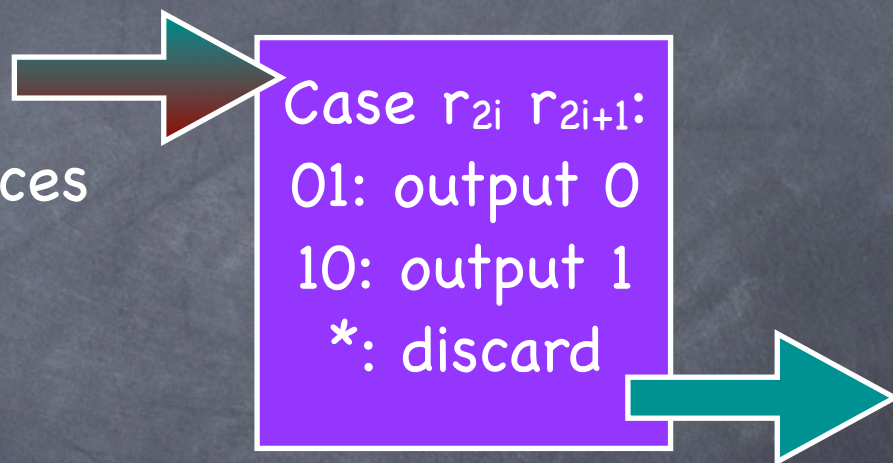 Case r₂ᵢ r₂ᵢ₊₁:
ces
01: output 0
10: output 1
*: discard